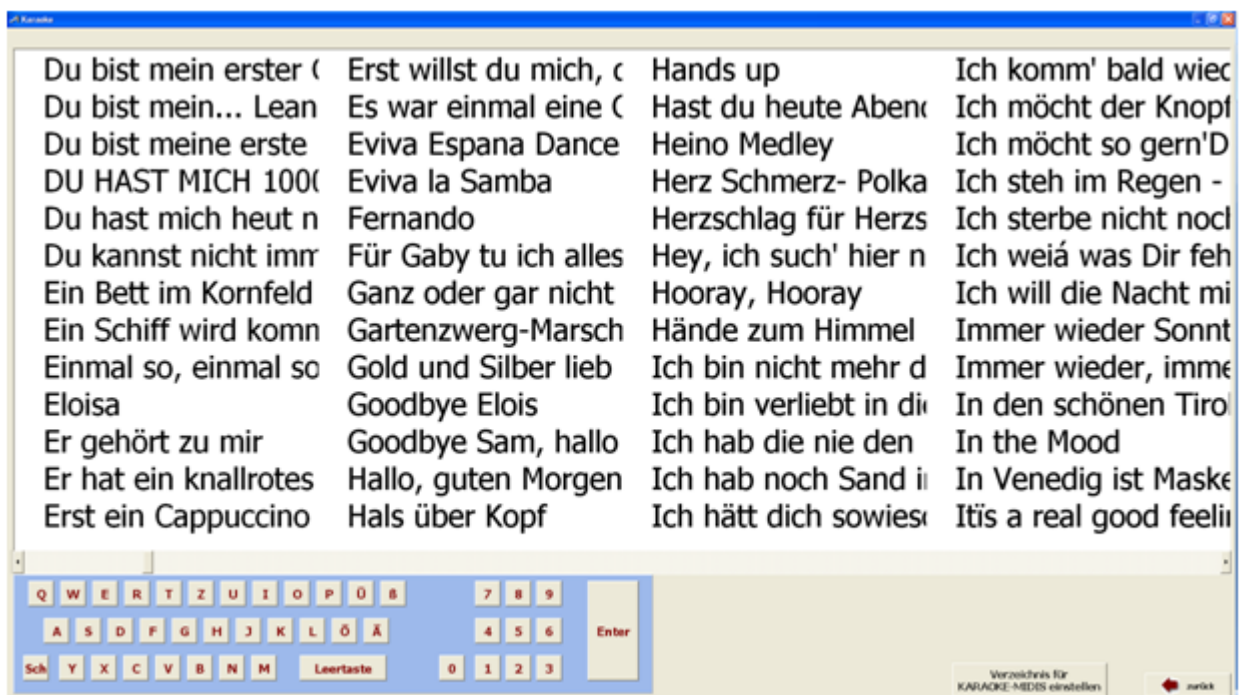 Karaoke
Du bist mein erster
Du bist mein... Lean
Du bist meine erste
DU HAST MICH 100
Du hast mich heut n
Du kannst nicht imm
Ein Bett im Kornfeld
Ein Schiff wird komm
Einmal so, einmal so
Eloisa
Er gehört zu mir
Er hat ein knallrotes
Erst ein Cappuccino
Erst willst du mich,
Es war einmal eine
Eviva Espana Dance
Eviva la Samba
Fernando
Für Gaby tu ich alles
Ganz oder gar nicht
Gartenzwerg-Marsch
Gold und Silber lieb
Goodbye Elois
Goodbye Sam, hallo
Hallo, guten Morgen
Hals über Kopf
Hands up
Hast du heute Abend
Heino Medley
Herz Schmerz- Polka
Herzschlag für Herzs
Hey, ich such' hier n
Hooray, Hooray
Hände zum Himmel
Ich bin nicht mehr d
Ich bin verliebt in di
Ich hab die nie den
Ich hab noch Sand i
Ich hätt dich sowies
Ich komm' bald wied
Ich möcht der Knopf
Ich möcht so gern'D
Ich steh im Regen -
Ich sterbe nicht noch
Ich weiá was Dir feh
Ich will die Nacht mi
Immer wieder Sonnt
Immer wieder, imme
In den schönen Tirol
In the Mood
In Venedig ist Maske
Itïs a real good feeli
Q W E R T Z U I O P Ü ß 7 8 9
A S D F G H J K L Ö Ä 4 5 6 Enter
Sch Y X C V B N M Leertaste 0 1 2 3
Verzeichnis für
KARAOKE-MIDIS einstellen
zurück